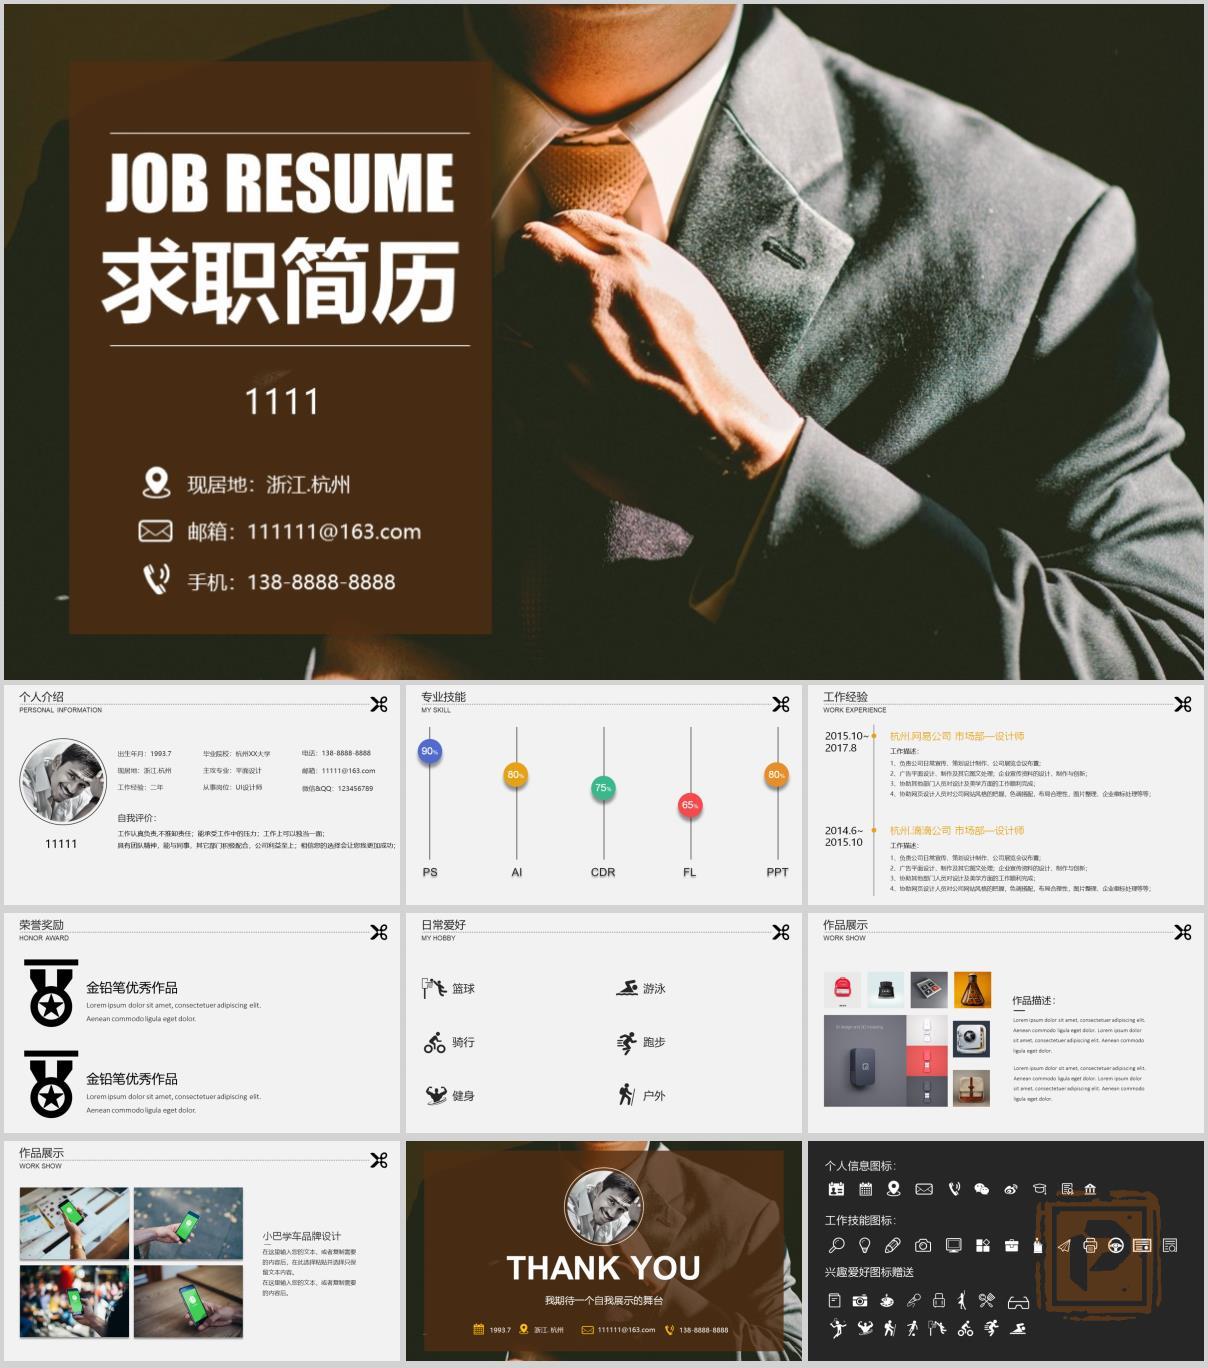 JOB RESUME
求职简历
1111
现居地：浙江.杭州
邮箱：111111@163.com
手机：138-8888-8888
个人介绍
PERSONAL INFORMATION
出生年月：1993.7
毕业院校：杭州XX大学
电话：138-8888-8888
现居地：浙江.杭州
主攻专业：平面设计
邮箱：11111@163.com
工作经验：二年
从事岗位：UI设计师
微信&QQ：123456789
11111
自我评价：
工作认真负责,不推卸责任；能承受工作中的压力；工作上可以独当一面；
具有团队精神，能与同事，其它部门积极配合，公司利益至上；相信您的选择会让您我更加成功；
专业技能
MY SKILL
90%
80%
75%
65%
80%
PS
AI
CDR
FL
PPT
工作经验
WORK EXPERIENCE
2015.10~
2017.8
杭州.网易公司 市场部—设计师
工作描述：
1、负责公司日常宣传、策划设计制作、公司展览会议布置；
2、广告平面设计、制作及其它图文处理；企业宣传资料的设计、制作与创新；
3、协助其他部门人员对设计及美学方面的工作顺利完成；
4、协助网页设计人员对公司网站风格的把握、色调搭配、布局合理性、图片整理、企业徽标处理等等；
2014.6~
2015.10
杭州.滴滴公司 市场部—设计师
工作描述：
1、负责公司日常宣传、策划设计制作、公司展览会议布置；
2、广告平面设计、制作及其它图文处理；企业宣传资料的设计、制作与创新；
3、协助其他部门人员对设计及美学方面的工作顺利完成；
4、协助网页设计人员对公司网站风格的把握、色调搭配、布局合理性、图片整理、企业徽标处理等等；
荣誉奖励
HONOR AWARD
金铅笔优秀作品
Lorem ipsum dolor sit amet, consectetuer adipiscing elit.
Aenean commodo ligula eget dolor.
金铅笔优秀作品
Lorem ipsum dolor sit amet, consectetuer adipiscing elit.
Aenean commodo ligula eget dolor.
日常爱好
MY HOBBY
篮球
游泳
骑行
跑步
健身
户外
作品展示
WORK SHOW
作品描述：
Lorem ipsum dolor sit amet, consectetuer adipiscing elit.
Aenean commodo ligula eget dolor. Lorem ipsum dolor
sit amet, consectetuer adipiscing elit. Aenean commodo
ligula eget dolor.
Lorem ipsum dolor sit amet, consectetuer adipiscing elit.
Aenean commodo ligula eget dolor. Lorem ipsum dolor
sit amet, consectetuer adipiscing elit. Aenean commodo
ligula eget dolor.
作品展示
WORK SHOW
小巴学车品牌设计
在这里输入您的文本，或者复制需要
的内容后，在此选择粘贴并选择只保
留文本内容。
在这里输入您的文本，或者复制需要
的内容后。
THANK YOU
我期待一个自我展示的舞台
1993.7
浙江.杭州
111111@163.com
138-8888-8888
个人信息图标：
工作技能图标：
兴趣爱好图标赠送